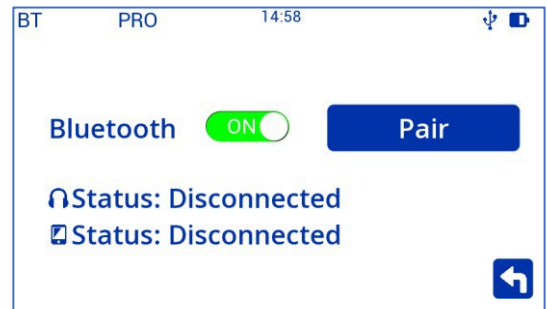 BT PRO 14:58
Bluetooth ON Pair
Status: Disconnected
Status: Disconnected